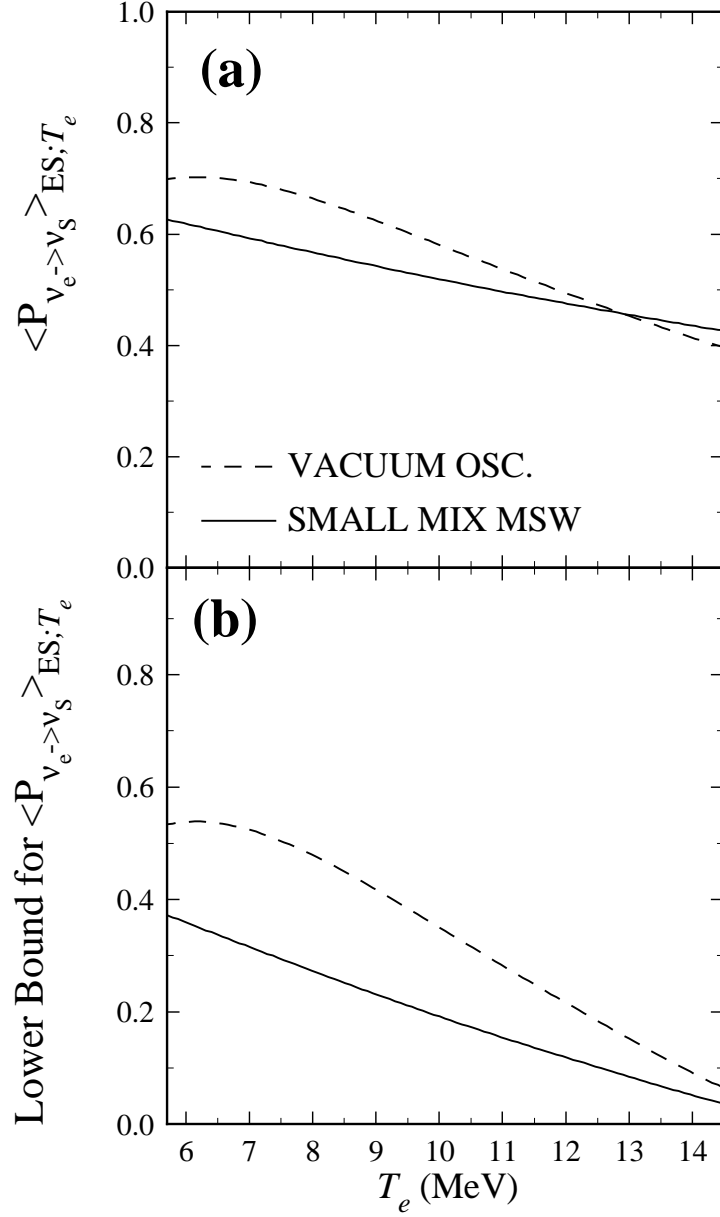 (a)
<P_{ν_e->ν_S}>_{ES;T_e}
1.0
0.8
0.6
0.4
0.2
0.0
VACUUM OSC.
SMALL MIX MSW
(b)
Lower Bound for <P_{ν_e->ν_S}>_{ES;T_e}
0.8
0.6
0.4
0.2
0.0
6 7 8 9 10 11 12 13 14
T_e (MeV)